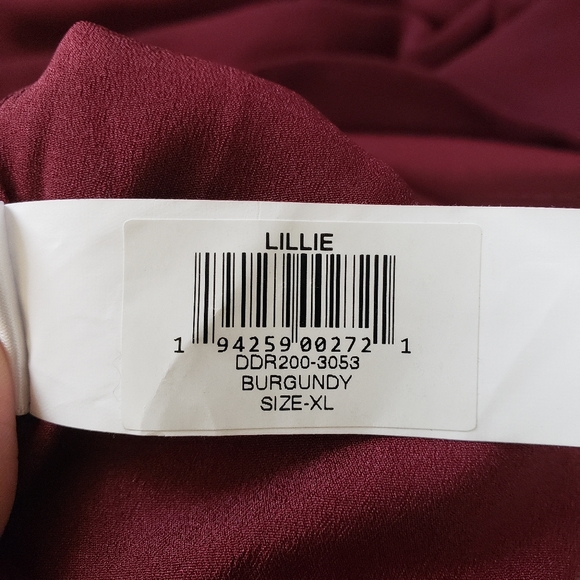 LILLIE
1 94259 00272 1
DDR200-3053
BURGUNDY
SIZE-XL